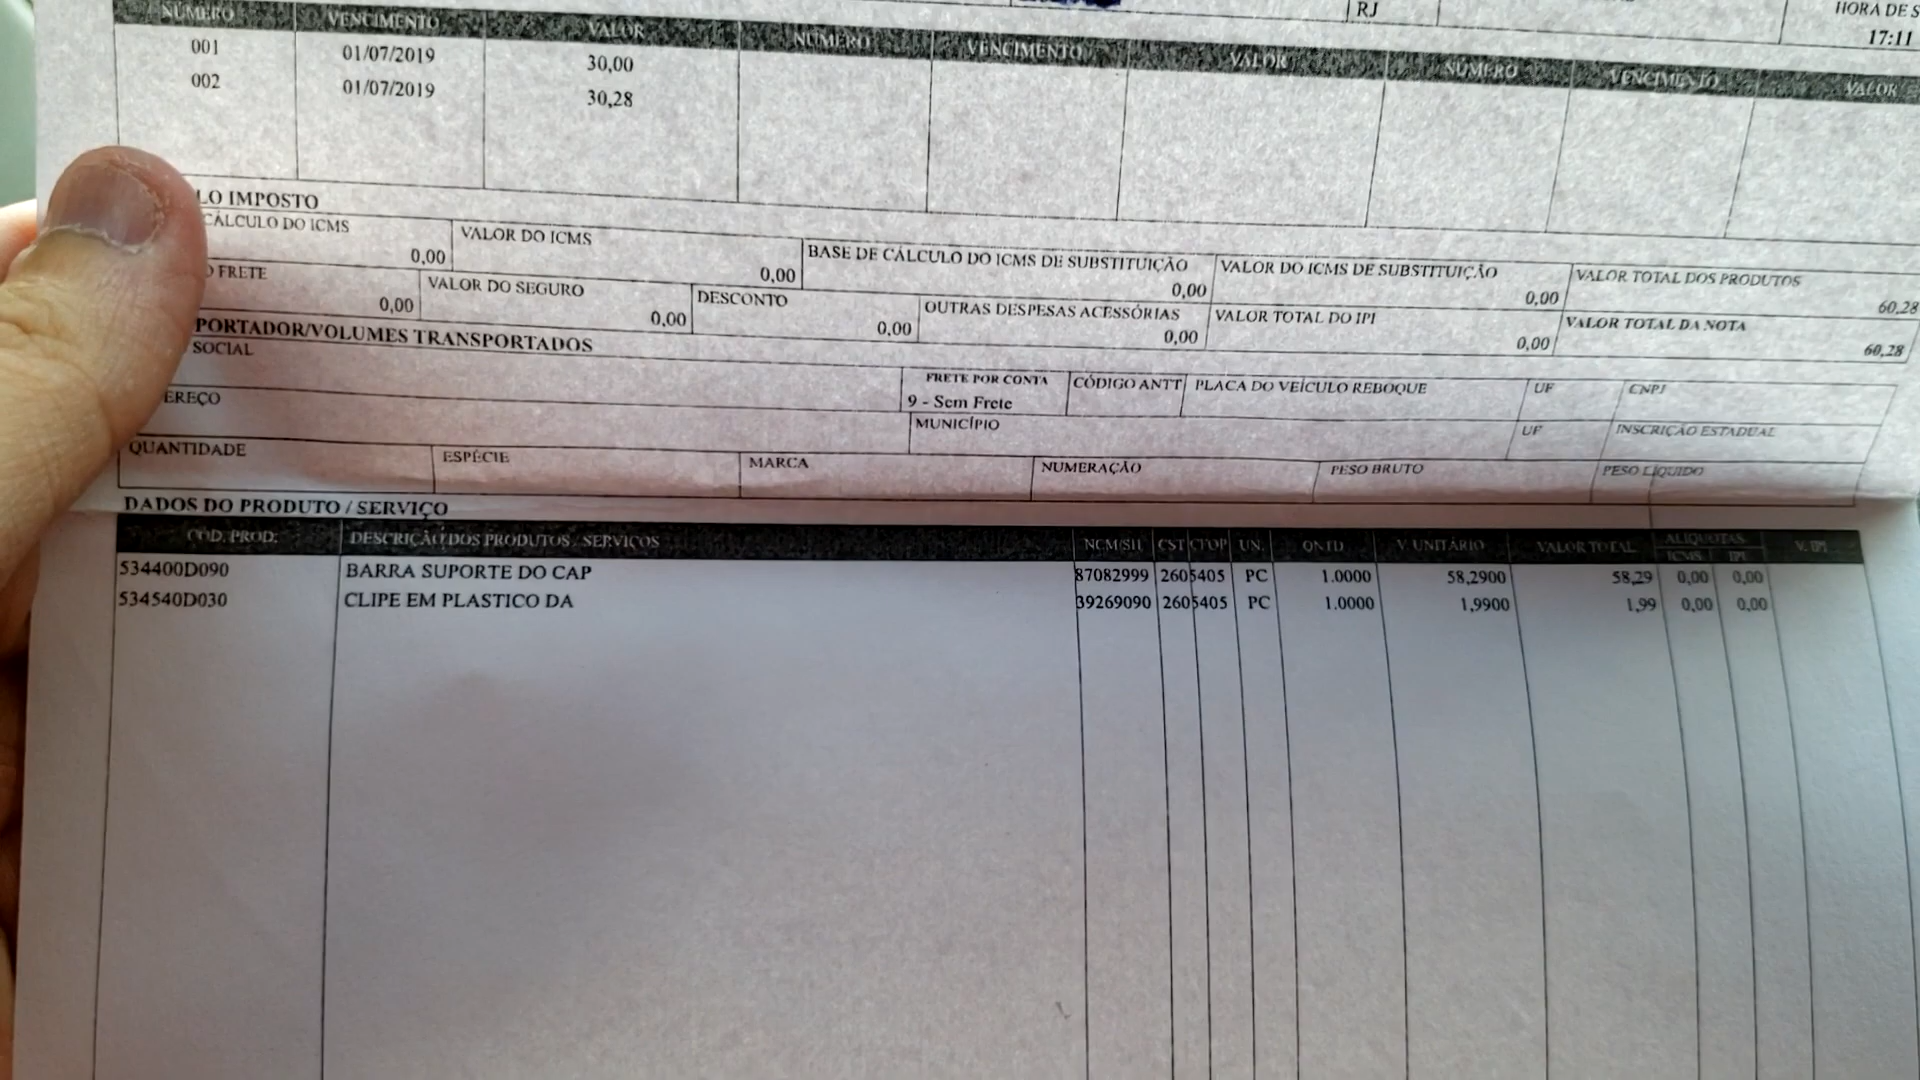 RJ HORA DE S
17:11
NÚMERO VENCIMENTO VALOR NÚMERO VENCIMENTO VALOR NÚMERO VENCIMENTO VALOR
001 01/07/2019 30,00
002 01/07/2019 30,28
LO IMPOSTO
CÁLCULO DO ICMS VALOR DO ICMS BASE DE CÁLCULO DO ICMS DE SUBSTITUIÇÃO VALOR DO ICMS DE SUBSTITUIÇÃO VALOR TOTAL DOS PRODUTOS
0,00 0,00 0,00 0,00 60,28
O FRETE VALOR DO SEGURO DESCONTO OUTRAS DESPESAS ACESSÓRIAS VALOR TOTAL DO IPI VALOR TOTAL DA NOTA
0,00 0,00 0,00 0,00 0,00 60,28
PORTADOR/VOLUMES TRANSPORTADOS
SOCIAL FRETE POR CONTA CÓDIGO ANTT PLACA DO VEÍCULO REBOQUE UF CNPJ
9 - Sem Frete
EREÇO MUNICÍPIO UF INSCRIÇÃO ESTADUAL
QUANTIDADE ESPÉCIE MARCA NUMERAÇÃO PESO BRUTO PESO LÍQUIDO
DADOS DO PRODUTO / SERVIÇO
COD. PROD. DESCRIÇÃO DOS PRODUTOS / SERVIÇOS NCM/SH CST CFOP UN. QNTD V. UNITÁRIO VALOR TOTAL ALIQUOTAS V. IPI
ICMS IPI
534400D090 BARRA SUPORTE DO CAP 87082999 260 5405 PC 1.0000 58,2900 58,29 0,00 0,00
534540D030 CLIPE EM PLASTICO DA 39269090 260 5405 PC 1.0000 1,9900 1,99 0,00 0,00